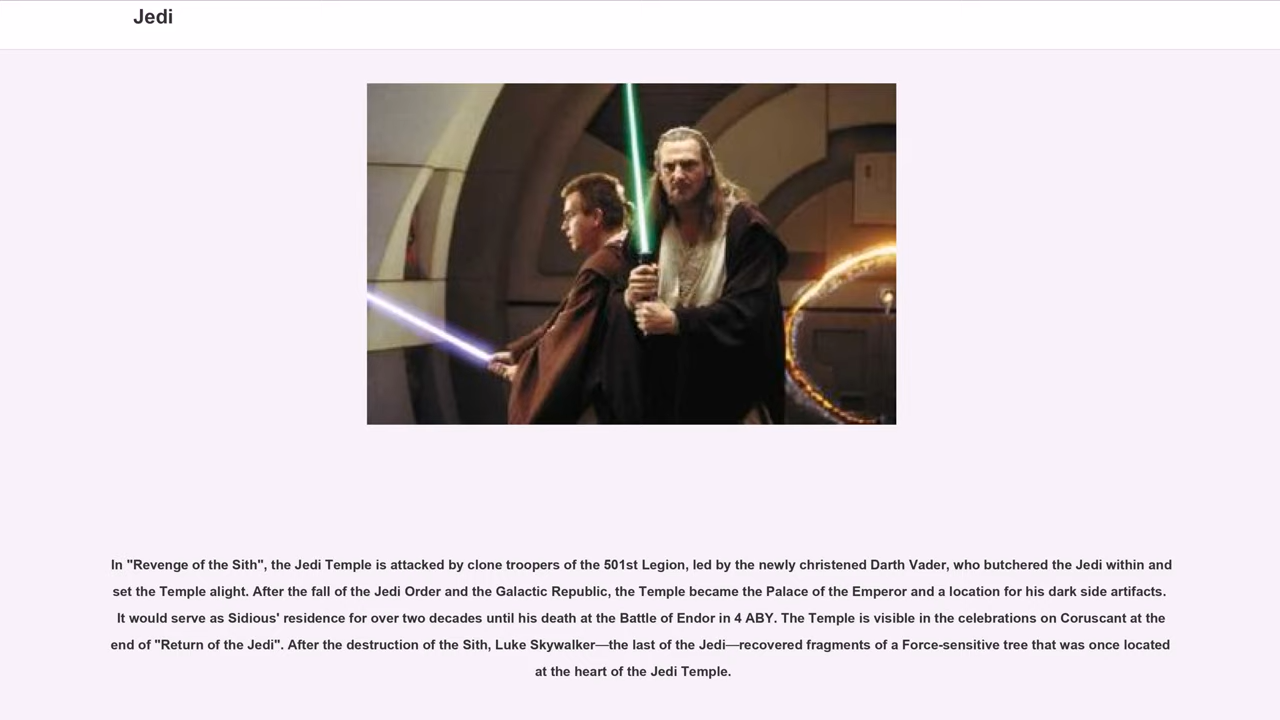 Jedi
In "Revenge of the Sith", the Jedi Temple is attacked by clone troopers of the 501st Legion, led by the newly christened Darth Vader, who butchered the Jedi within and
set the Temple alight. After the fall of the Jedi Order and the Galactic Republic, the Temple became the Palace of the Emperor and a location for his dark side artifacts.
It would serve as Sidious' residence for over two decades until his death at the Battle of Endor in 4 ABY. The Temple is visible in the celebrations on Coruscant at the
end of "Return of the Jedi". After the destruction of the Sith, Luke Skywalker—the last of the Jedi—recovered fragments of a Force-sensitive tree that was once located
at the heart of the Jedi Temple.